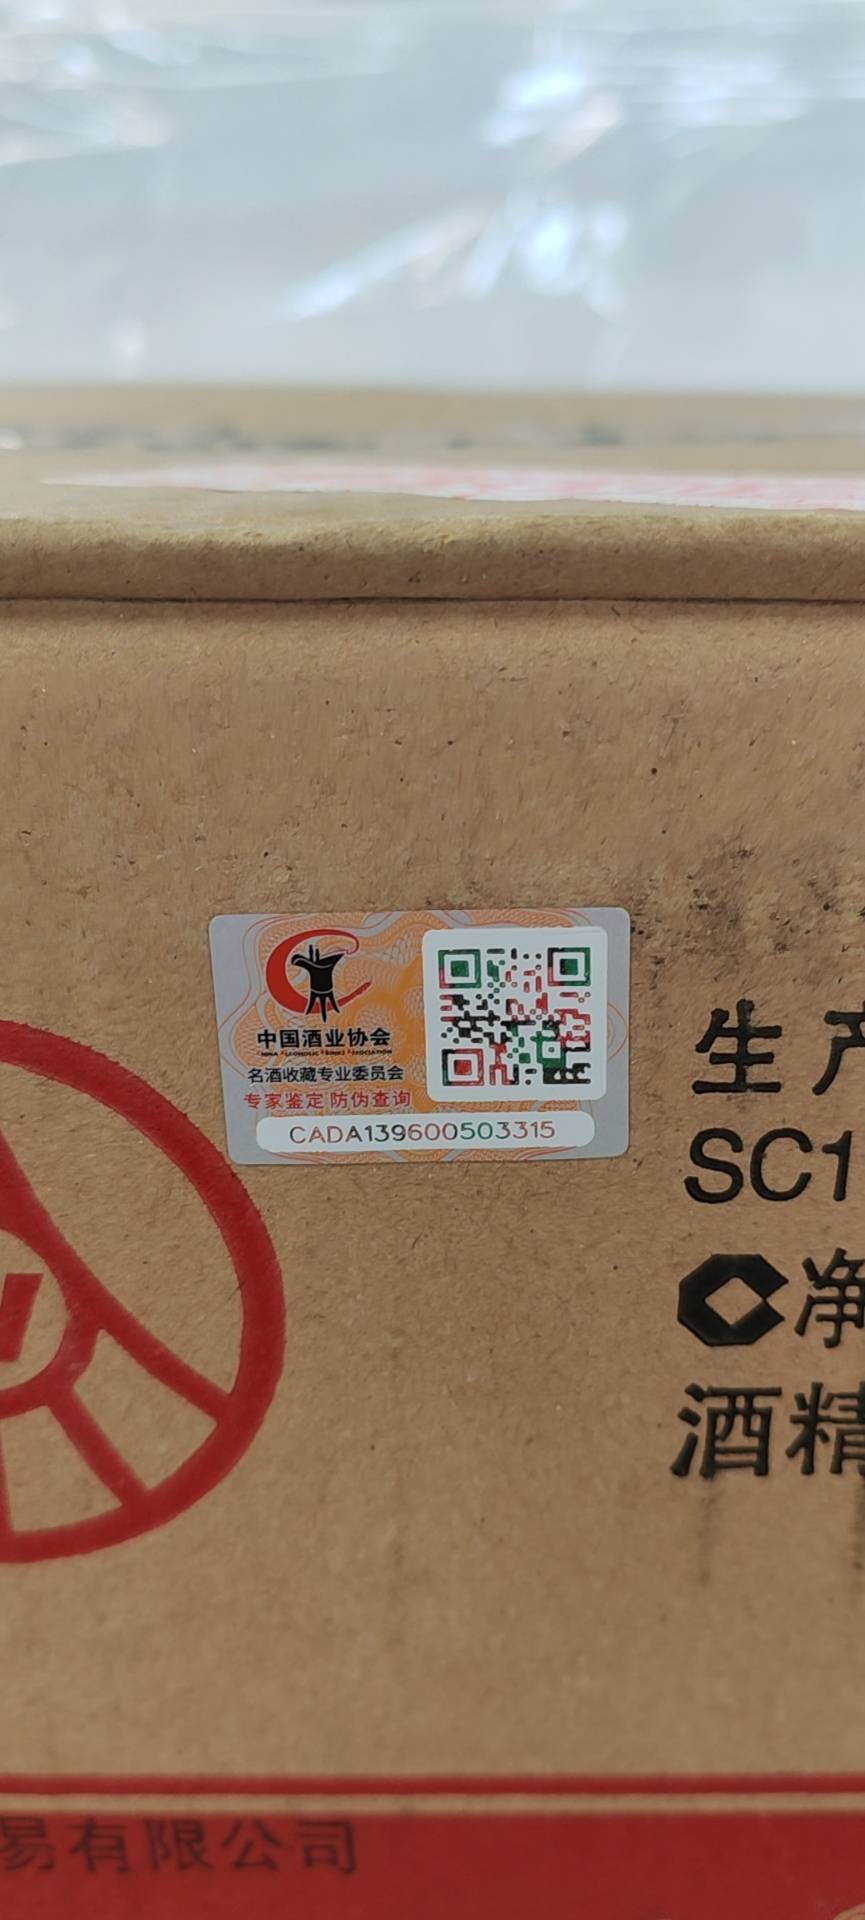 中国酒业协会
CHINA ALCOHOLIC DRINKS ASSOCIATION
名酒收藏专业委员会
专家鉴定 防伪查询
CADA139600503315
生产
SC1
净
酒精
易有限公司